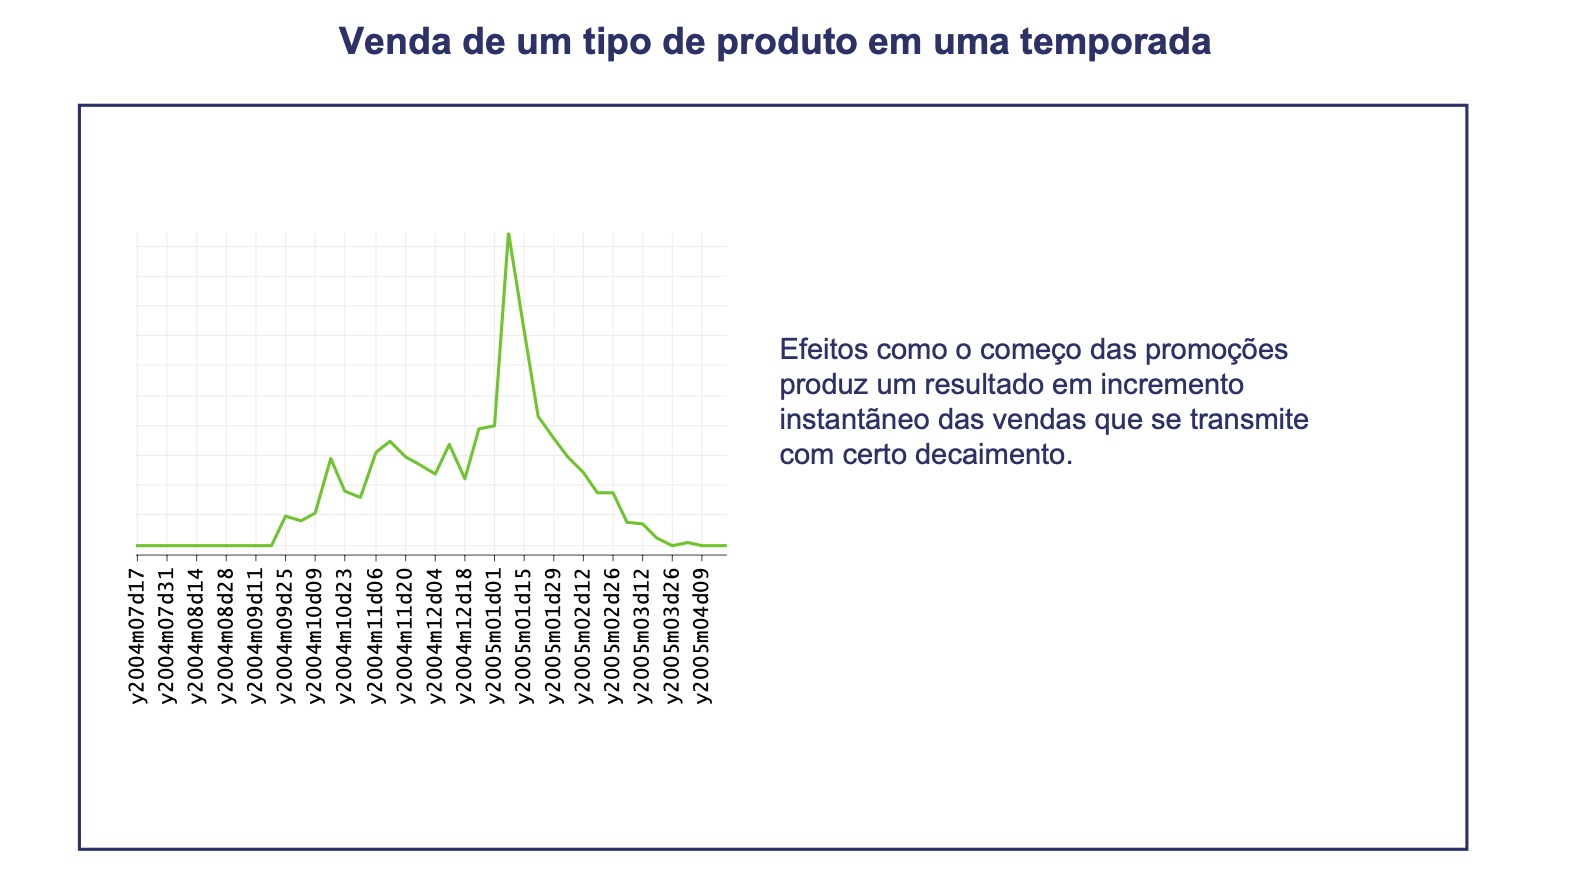 Venda de um tipo de produto em uma temporada
Efeitos como o começo das promoções
produz um resultado em incremento
instantãneo das vendas que se transmite
com certo decaimento.
y2004m07d17
y2004m07d31
y2004m08d14
y2004m08d28
y2004m09d11
y2004m09d25
y2004m10d09
y2004m10d23
y2004m11d06
y2004m11d20
y2004m12d04
y2004m12d18
y2005m01d01
y2005m01d15
y2005m01d29
y2005m02d12
y2005m02d26
y2005m03d12
y2005m03d26
y2005m04d09